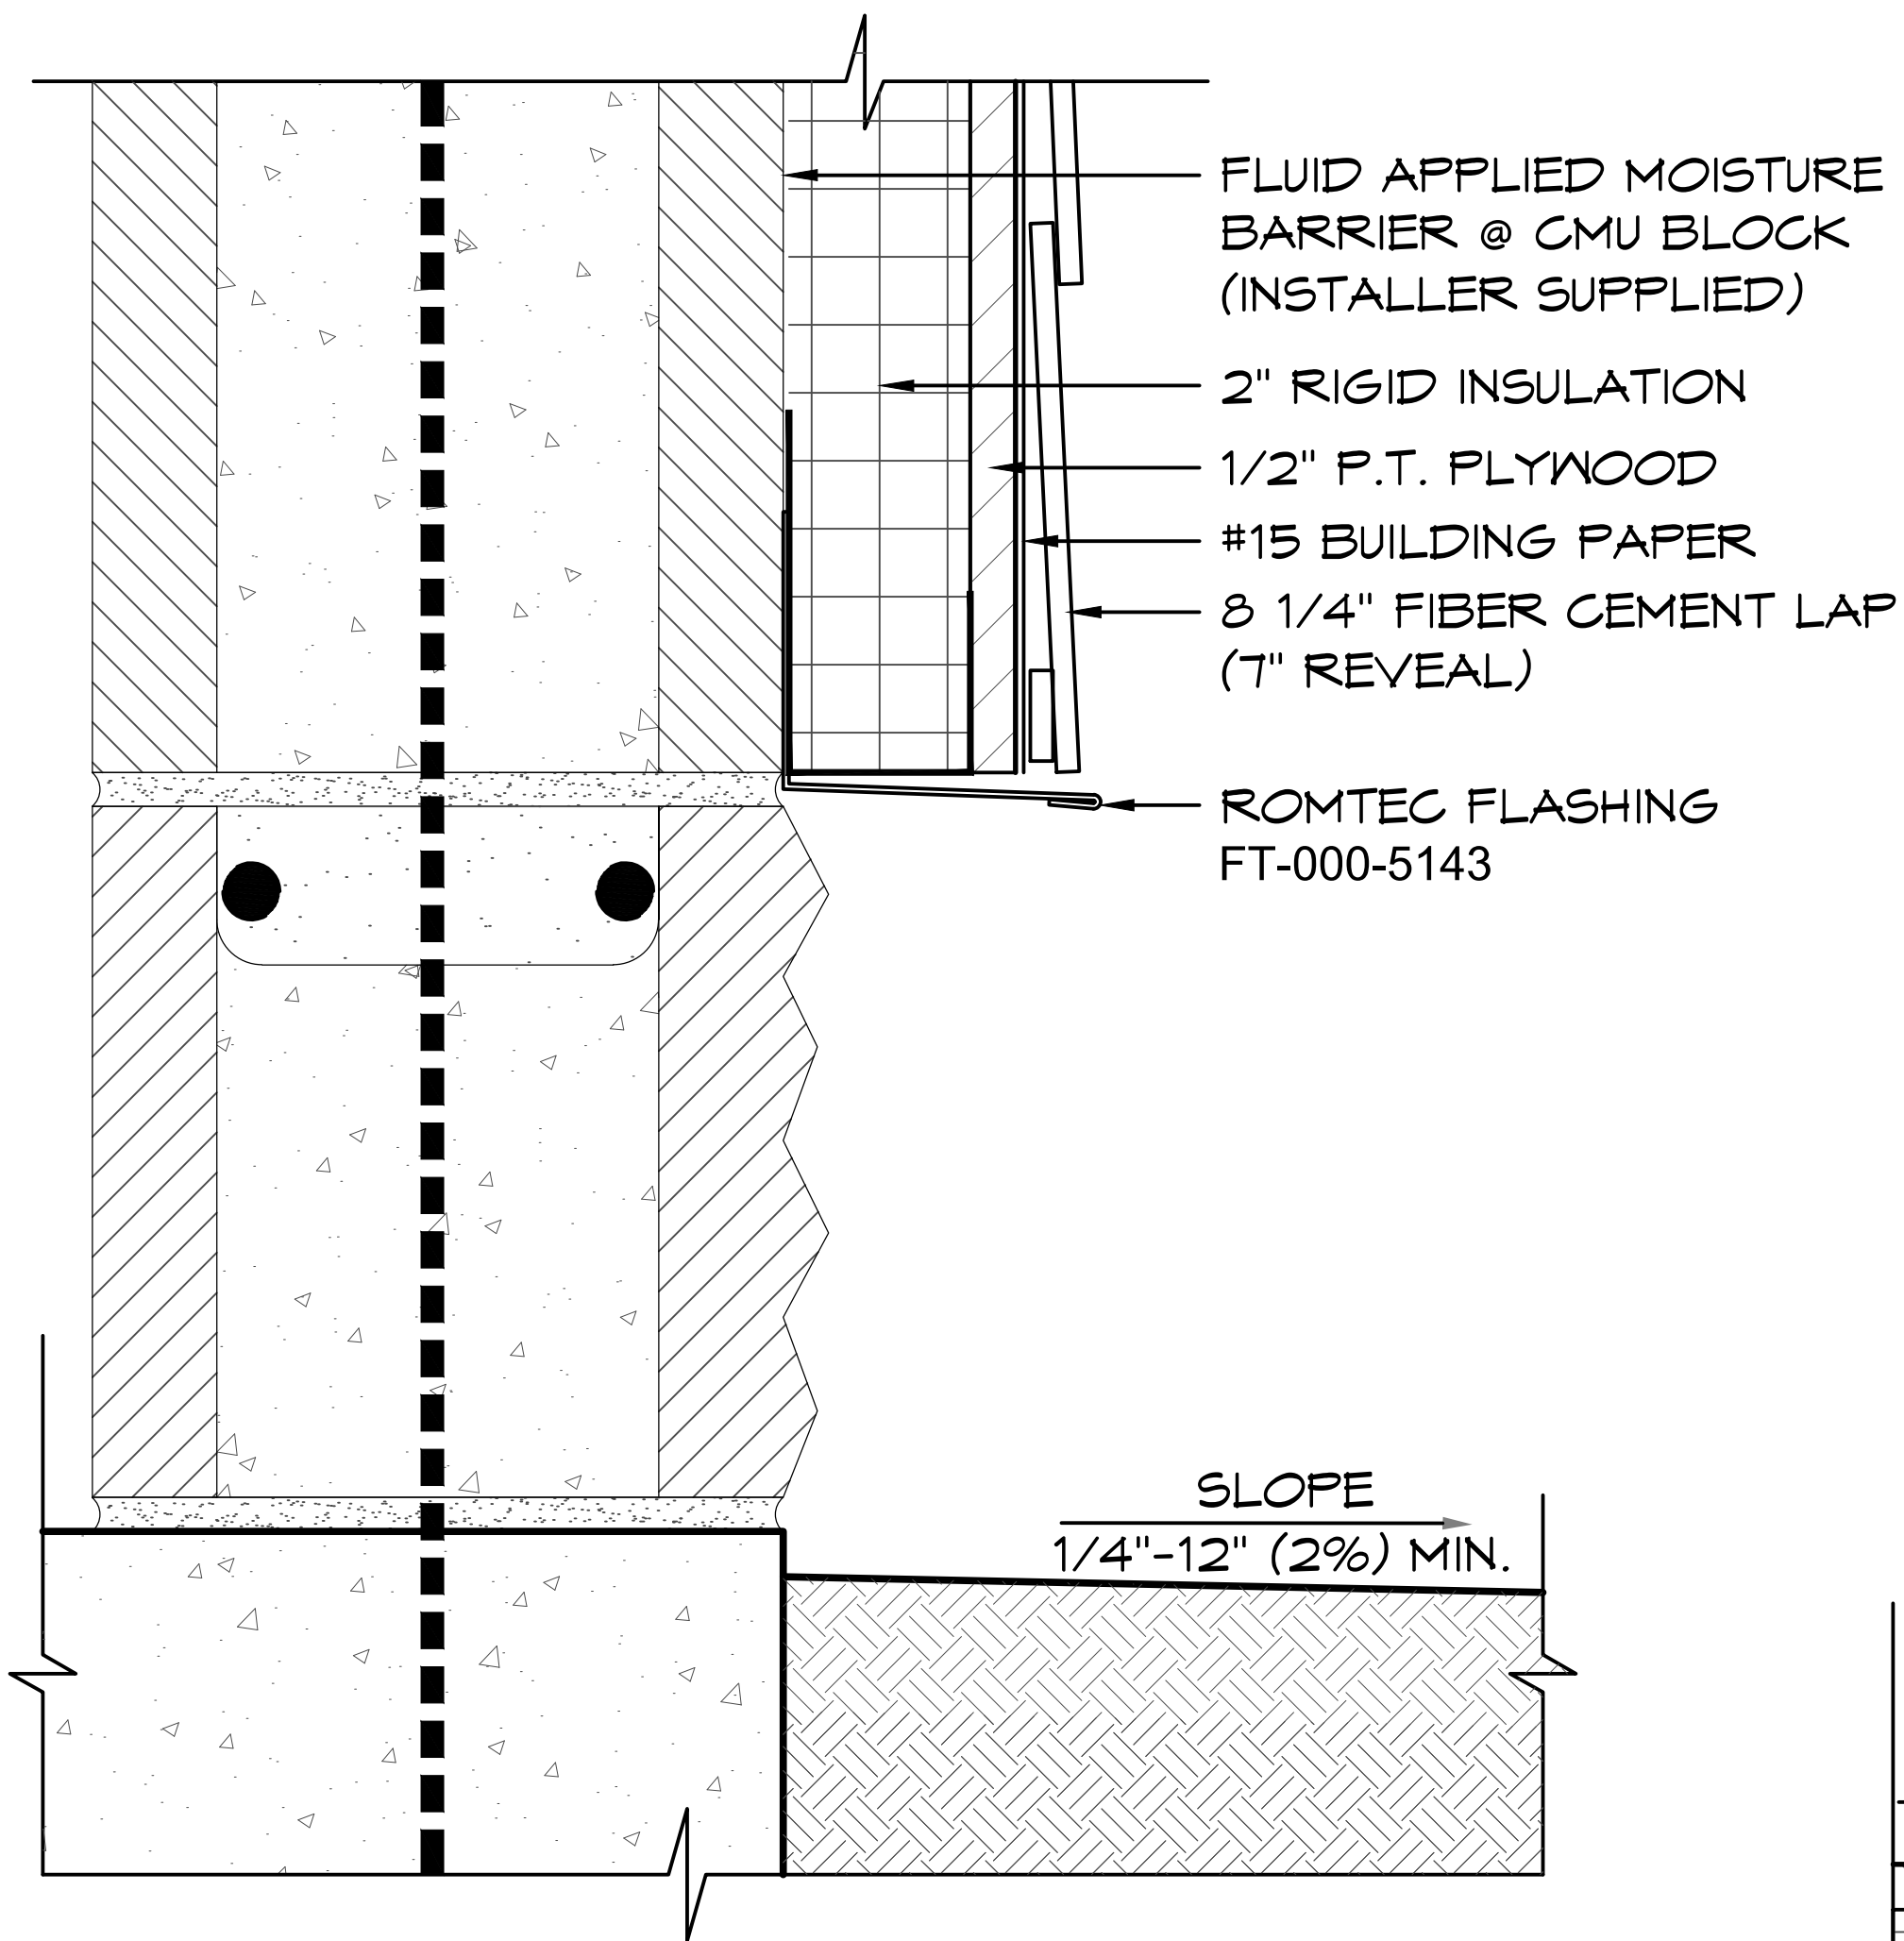 FLUID APPLIED MOISTURE
BARRIER @ CMU BLOCK
(INSTALLER SUPPLIED)
2" RIGID INSULATION
1/2" P.T. PLYWOOD
#15 BUILDING PAPER
8 1/4" FIBER CEMENT LAP
(7" REVEAL)
ROMTEC FLASHING
FT-000-5143
SLOPE
1/4"-12" (2%) MIN.